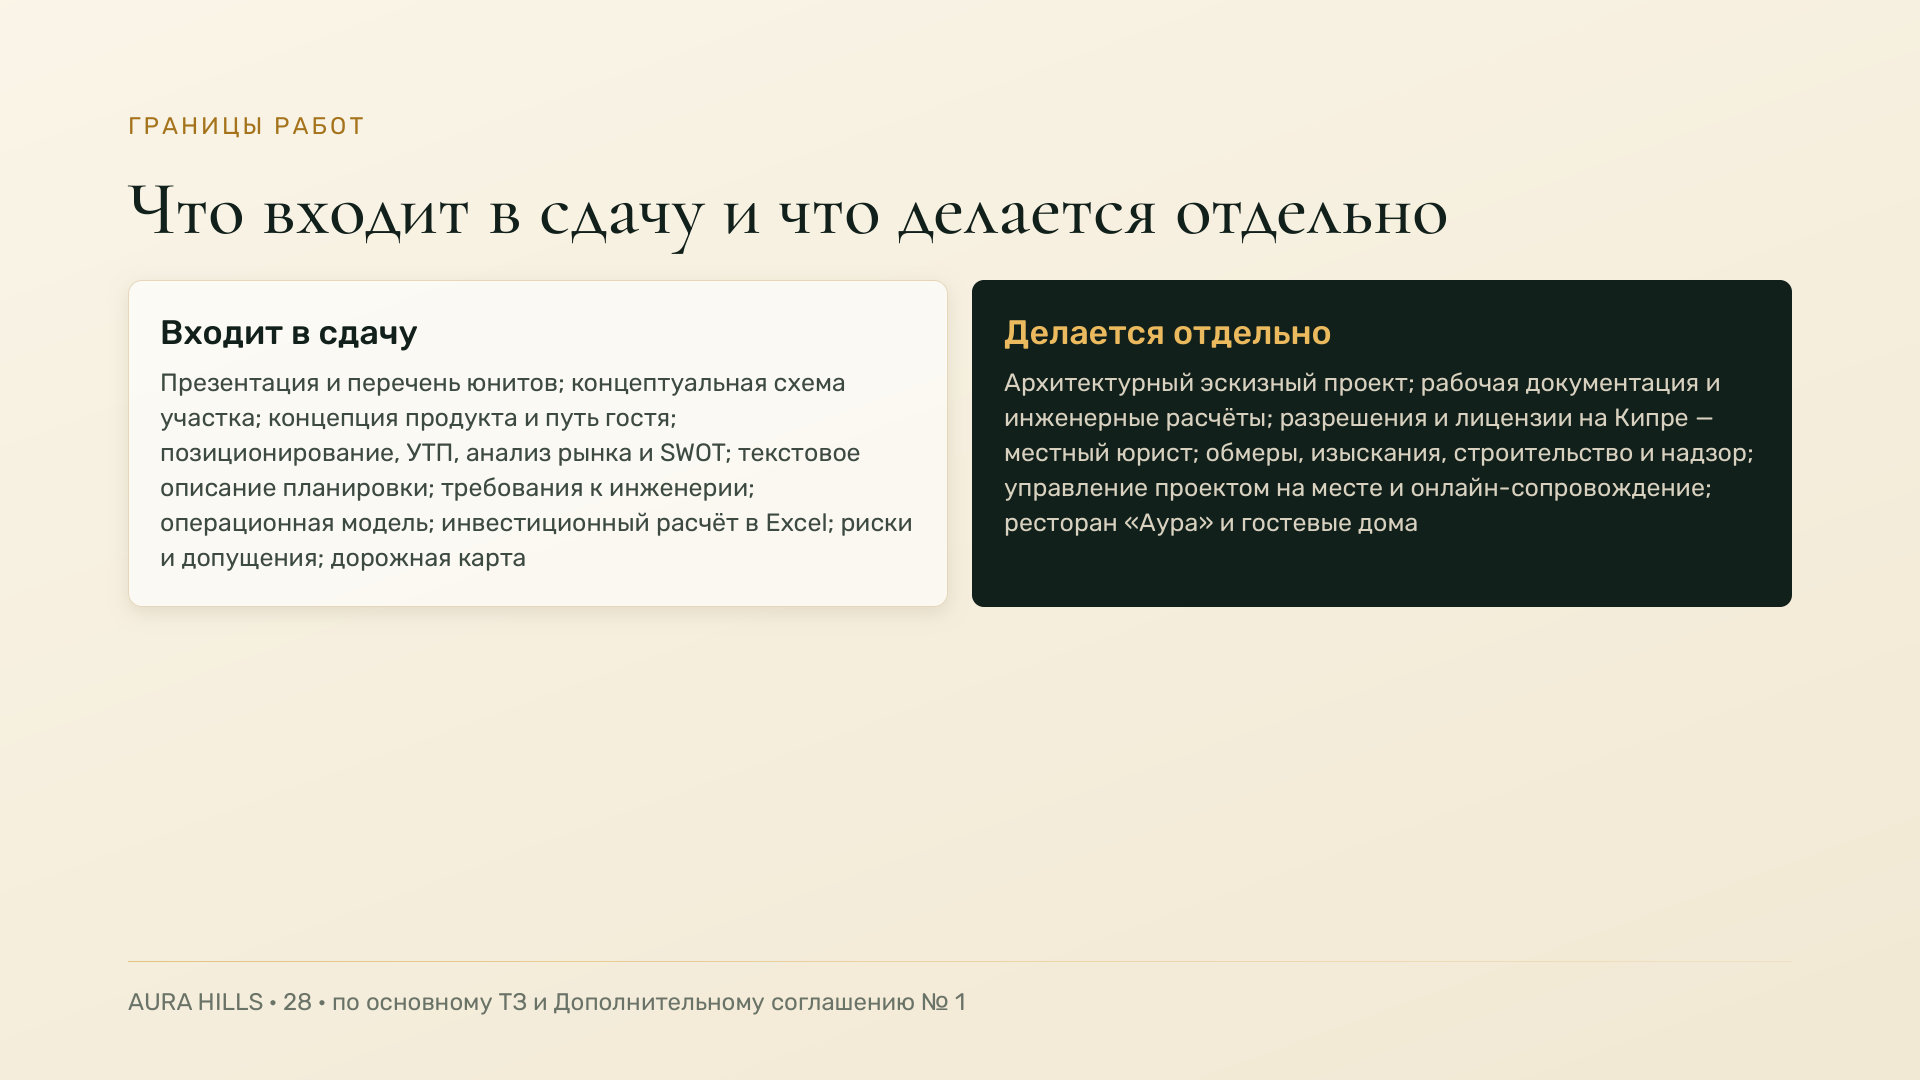 ГРАНИЦЫ РАБОТ
Что входит в сдачу и что делается отдельно
Входит в сдачу
Презентация и перечень юнитов; концептуальная схема
участка; концепция продукта и путь гостя;
позиционирование, УТП, анализ рынка и SWOT; текстовое
описание планировки; требования к инженерии;
операционная модель; инвестиционный расчёт в Excel; риски
и допущения; дорожная карта
Делается отдельно
Архитектурный эскизный проект; рабочая документация и
инженерные расчёты; разрешения и лицензии на Кипре —
местный юрист; обмеры, изыскания, строительство и надзор;
управление проектом на месте и онлайн-сопровождение;
ресторан «Аура» и гостевые дома
AURA HILLS • 28 • по основному ТЗ и Дополнительному соглашению № 1